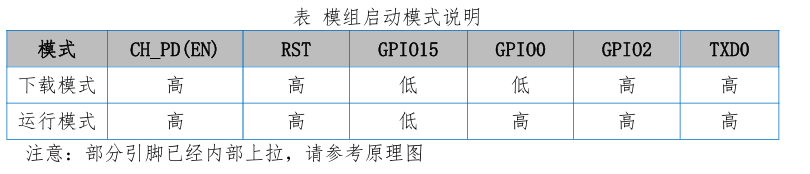 表 模组启动模式说明
模式 CH_PD(EN) RST GPIO15 GPIO0 GPIO2 TXD0
下载模式 高 高 低 低 高 高
运行模式 高 高 低 高 高 高
注意：部分引脚已经内部上拉，请参考原理图